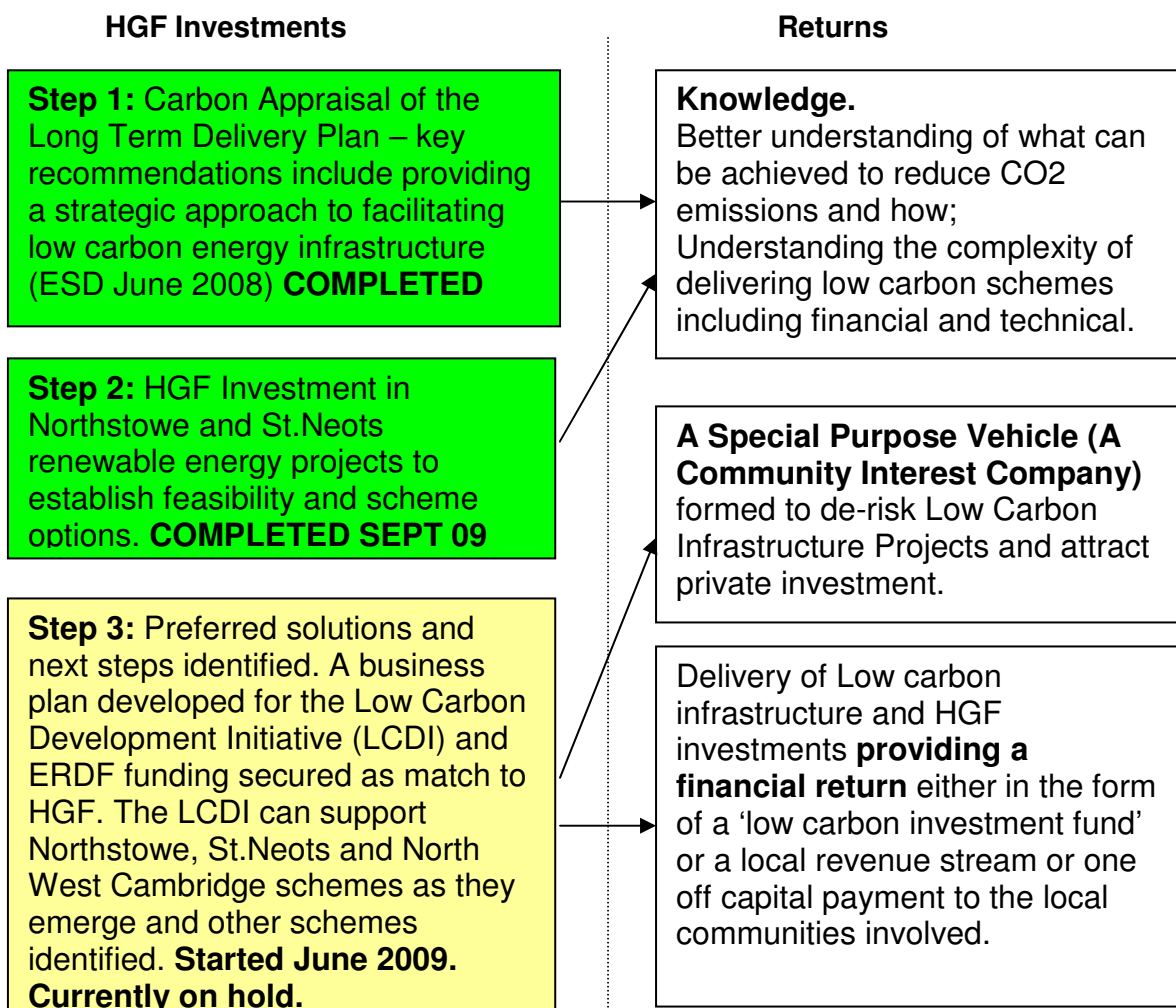 HGF Investments
Returns
Step 1: Carbon Appraisal of the
Long Term Delivery Plan – key
recommendations include providing
a strategic approach to facilitating
low carbon energy infrastructure
(ESD June 2008) COMPLETED
Knowledge.
Better understanding of what can
be achieved to reduce CO2
emissions and how;
Understanding the complexity of
delivering low carbon schemes
including financial and technical.
Step 2: HGF Investment in
Northstowe and St.Neots
renewable energy projects to
establish feasibility and scheme
options. COMPLETED SEPT 09
A Special Purpose Vehicle (A
Community Interest Company)
formed to de-risk Low Carbon
Infrastructure Projects and attract
private investment.
Step 3: Preferred solutions and
next steps identified. A business
plan developed for the Low Carbon
Development Initiative (LCDI) and
ERDF funding secured as match to
HGF. The LCDI can support
Northstowe, St.Neots and North
West Cambridge schemes as they
emerge and other schemes
identified. Started June 2009.
Currently on hold.
Delivery of Low carbon
infrastructure and HGF
investments providing a
financial return either in the form
of a ‘low carbon investment fund’
or a local revenue stream or one
off capital payment to the local
communities involved.